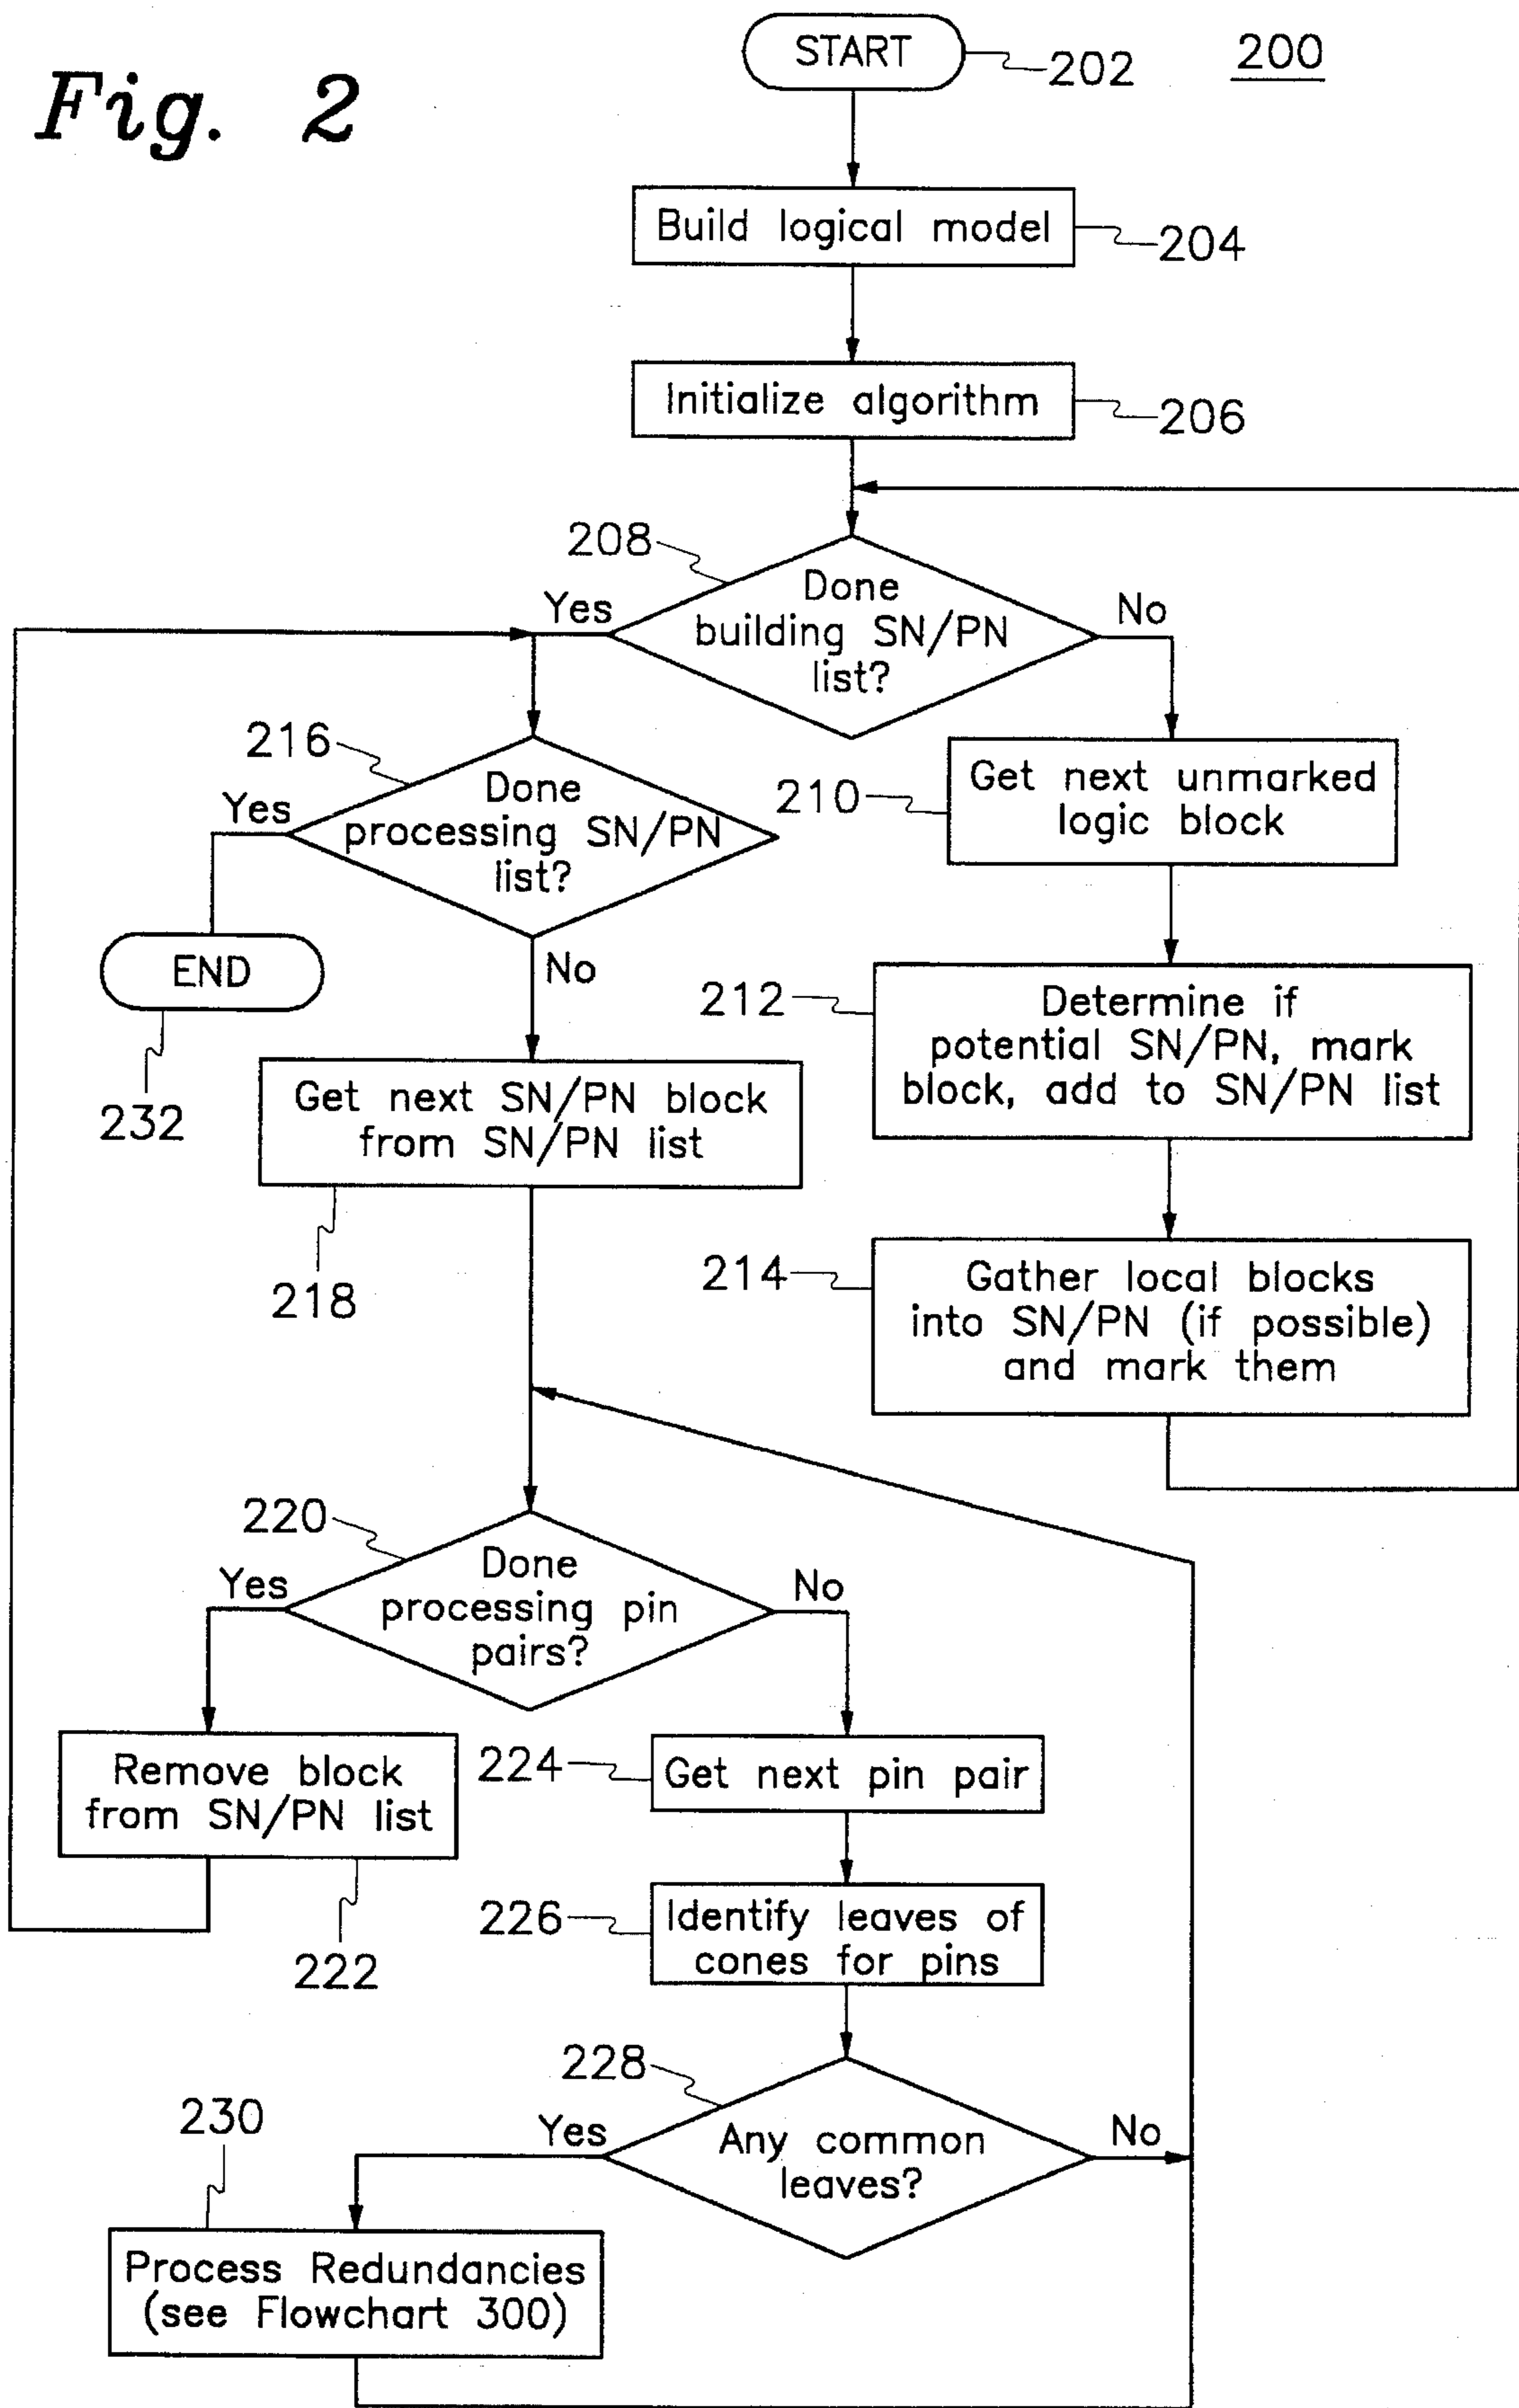 Fig. 2
START
202
200
Build logical model
204
Initialize algorithm
206
208
Done
building SN/PN
list?
Yes
No
216
Done
processing SN/PN
list?
Yes
No
210
Get next unmarked
logic block
END
232
212
Determine if
potential SN/PN, mark
block, add to SN/PN list
Get next SN/PN block
from SN/PN list
218
214
Gather local blocks
into SN/PN (if possible)
and mark them
220
Done
processing pin
pairs?
Yes
No
Remove block
from SN/PN list
222
224
Get next pin pair
226
Identify leaves of
cones for pins
228
Any common
leaves?
Yes
No
230
Process Redundancies
(see Flowchart 300)